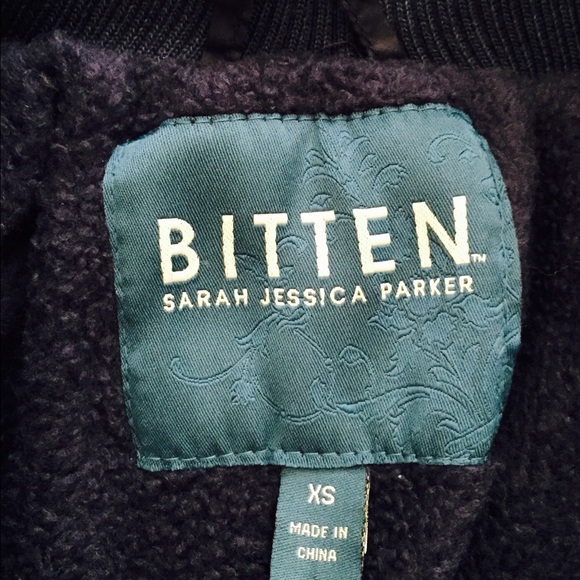 BITTEN™
SARAH JESSICA PARKER
XS
MADE IN
CHINA